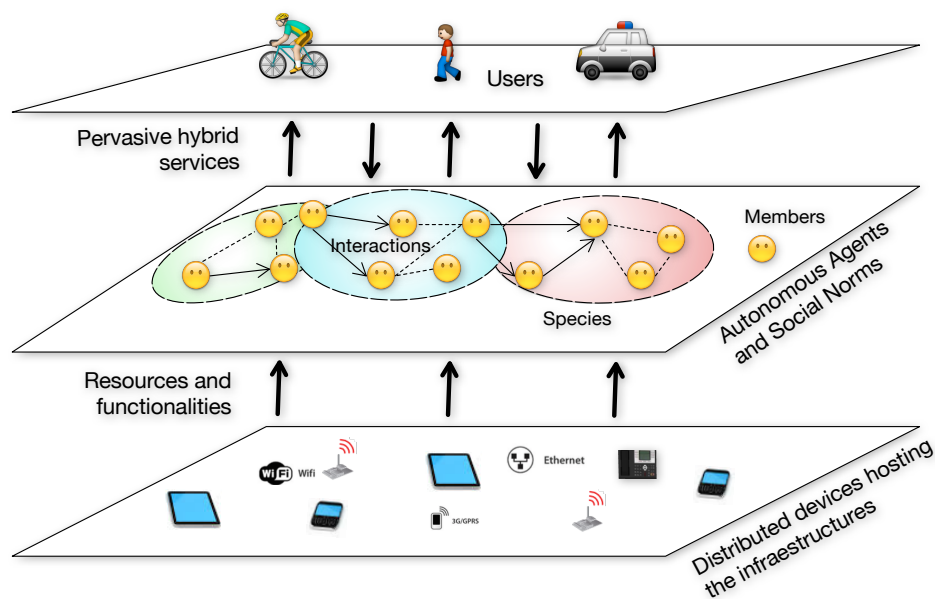 Users
Pervasive hybrid
services
Members
Interactions
Species
Autonomous Agents
and Social Norms
Resources and
functionalities
WiFi Wifi
Ethernet
3G/GPRS
Distributed devices hosting
the infraestructures